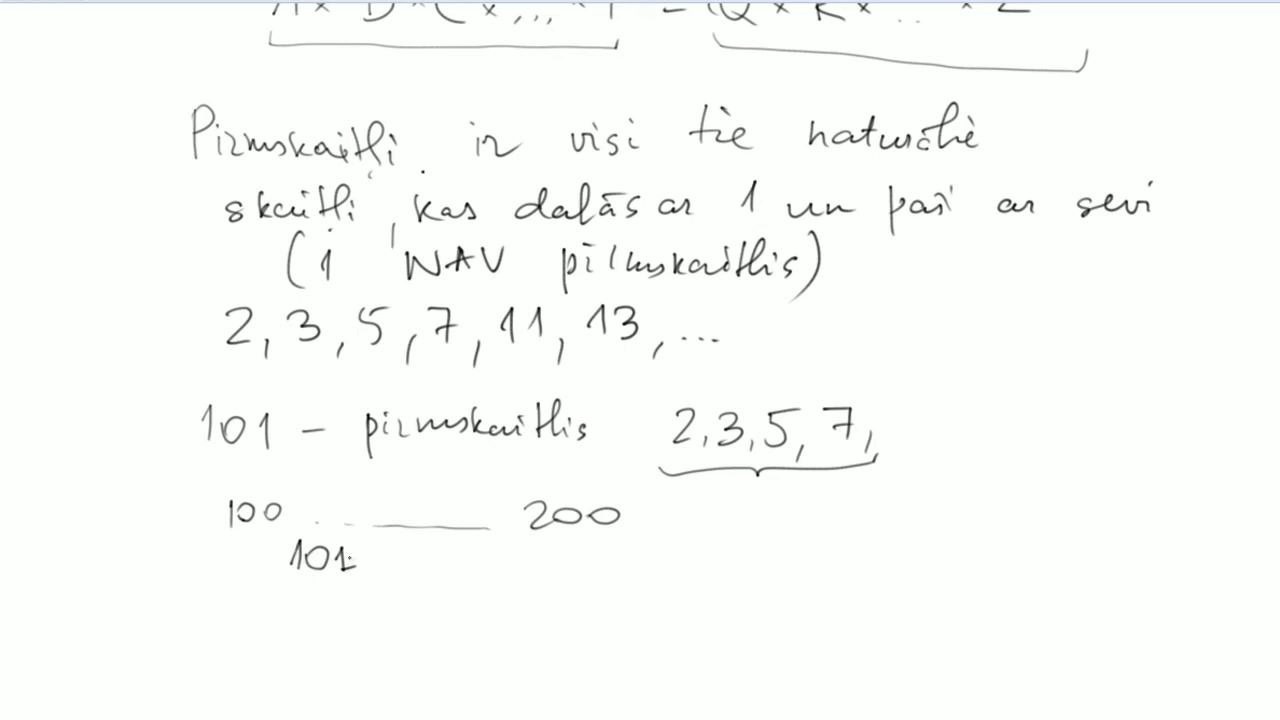 Pirmskaitļi ir visi tie naturālie
skaitļi, kas dalās ar 1 un paši ar sevi
(1 NAV pirmskaitlis)
2, 3, 5, 7, 11, 13, ...
101 - pirmskaitlis 2, 3, 5, 7,
100 .. ___ 200
101